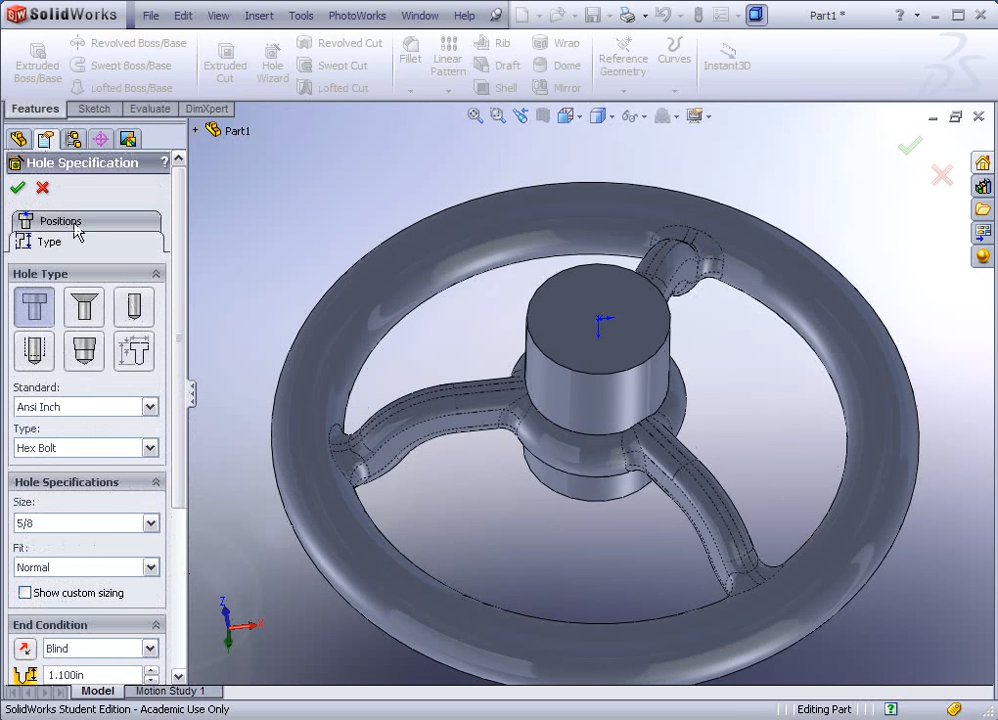 SolidWorks File Edit View Insert Tools PhotoWorks Window Help Part1 * ?
Extruded Boss/Base
Revolved Boss/Base
Swept Boss/Base
Lofted Boss/Base
Extruded Cut
Hole Wizard
Revolved Cut
Swept Cut
Lofted Cut
Fillet
Linear Pattern
Rib
Draft
Shell
Wrap
Dome
Mirror
Reference Geometry
Curves
Instant3D
Features Sketch Evaluate DimXpert
+ Part1
Hole Specification ?
Positions
Type
Hole Type
Standard:
Ansi Inch
Type:
Hex Bolt
Hole Specifications
Size:
5/8
Fit:
Normal
Show custom sizing
End Condition
Blind
1.100in
Z
X
Model Motion Study 1
SolidWorks Student Edition - Academic Use Only Editing Part ?